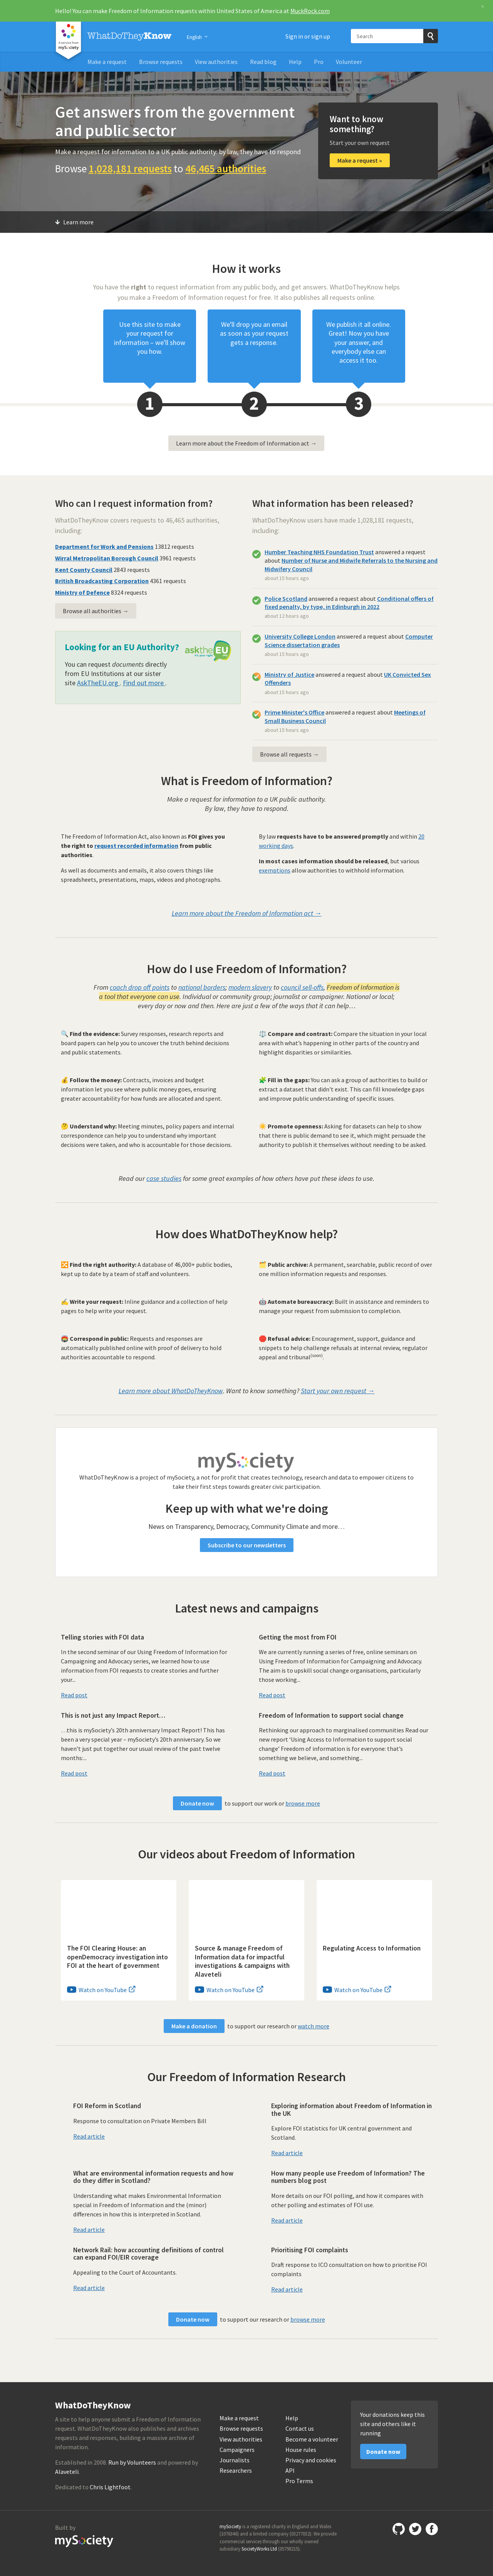 Hello! You can make Freedom of Information requests within United States of America at MuckRock.com
×
WhatDoTheyKnow
English
Sign in or sign up
Search
mySociety
Make a request
Browse requests
View authorities
Read blog
Help
Pro
Volunteer
Get answers from the government
and public sector
Make a request for information to a UK public authority: by law, they have to respond
Browse 1,028,181 requests to 46,465 authorities
Want to know
something?
Start your own request
Make a request »
Learn more
How it works
You have the right to request information from any public body, and get answers. WhatDoTheyKnow helps
you make a Freedom of Information request for free. It also publishes all requests online.
Use this site to make
your request for
information – we'll show
you how.
We'll drop you an email
as soon as your request
gets a response.
We publish it all online.
Great! Now you have
your answer, and
everybody else can
access it too.
1
2
3
Learn more about the Freedom of Information act →
Who can I request information from?
WhatDoTheyKnow covers requests to 46,465 authorities,
including:
Department for Work and Pensions 13812 requests
Wirral Metropolitan Borough Council 3961 requests
Kent County Council 2843 requests
British Broadcasting Corporation 4361 requests
Ministry of Defence 8324 requests
Browse all authorities →
Looking for an EU Authority?
asktheEU
You can request documents directly
from EU Institutions at our sister
site AskTheEU.org . Find out more .
What information has been released?
WhatDoTheyKnow users have made 1,028,181 requests,
including:
Humber Teaching NHS Foundation Trust answered a request
about Number of Nurse and Midwife Referrals to the Nursing and
Midwifery Council
about 15 hours ago
Police Scotland answered a request about Conditional offers of
fixed penalty, by type, in Edinburgh in 2022
about 12 hours ago
University College London answered a request about Computer
Science dissertation grades
about 15 hours ago
Ministry of Justice answered a request about UK Convicted Sex
Offenders
about 15 hours ago
Prime Minister's Office answered a request about Meetings of
Small Business Council
about 15 hours ago
Browse all requests →
What is Freedom of Information?
Make a request for information to a UK public authority.
By law, they have to respond.
The Freedom of Information Act, also known as FOI gives you
the right to request recorded information from public
authorities.
As well as documents and emails, it also covers things like
spreadsheets, presentations, maps, videos and photographs.
By law requests have to be answered promptly and within 20
working days.
In most cases information should be released, but various
exemptions allow authorities to withhold information.
Learn more about the Freedom of Information act →
How do I use Freedom of Information?
From coach drop off points to national borders; modern slavery to council sell-offs, Freedom of Information is
a tool that everyone can use. Individual or community group; journalist or campaigner. National or local;
every day or now and then. Here are just a few of the ways that it can help…
🔍 Find the evidence: Survey responses, research reports and
board papers can help you to uncover the truth behind decisions
and public statements.
⚖️ Compare and contrast: Compare the situation in your local
area with what’s happening in other parts of the country and
highlight disparities or similarities.
💰 Follow the money: Contracts, invoices and budget
information let you see where public money goes, ensuring
greater accountability for how funds are allocated and spent.
🧩 Fill in the gaps: You can ask a group of authorities to build or
extract a dataset that didn't exist. This can fill knowledge gaps
and improve public understanding of specific issues.
🤔 Understand why: Meeting minutes, policy papers and internal
correspondence can help you to understand why important
decisions were taken, and who is accountable for those decisions.
☀️ Promote openness: Asking for datasets can help to show
that there is public demand to see it, which might persuade the
authority to publish it themselves without needing to be asked.
Read our case studies for some great examples of how others have put these ideas to use.
How does WhatDoTheyKnow help?
🔀 Find the right authority: A database of 46,000+ public bodies,
kept up to date by a team of staff and volunteers.
🗂️ Public archive: A permanent, searchable, public record of over
one million information requests and responses.
✍️ Write your request: Inline guidance and a collection of help
pages to help write your request.
🤖 Automate bureaucracy: Built in assistance and reminders to
manage your request from submission to completion.
Correspond in public: Requests and responses are
automatically published online with proof of delivery to hold
authorities accountable to respond.
🛑 Refusal advice: Encouragement, support, guidance and
snippets to help challenge refusals at internal review, regulator
appeal and tribunal(soon!).
Learn more about WhatDoTheyKnow. Want to know something? Start your own request →
mySociety
WhatDoTheyKnow is a project of mySociety, a not for profit that creates technology, research and data to empower citizens to
take their first steps towards greater civic participation.
Keep up with what we're doing
News on Transparency, Democracy, Community Climate and more…
Subscribe to our newsletters
Latest news and campaigns
Telling stories with FOI data
In the second seminar of our Using Freedom of Information for
Campaigning and Advocacy series, we learned how to use
information from FOI requests to create stories and further
your...
Read post
Getting the most from FOI
We are currently running a series of free, online seminars on
Using Freedom of Information for Campaigning and Advocacy.
The aim is to upskill social change organisations, particularly
those working...
Read post
This is not just any Impact Report…
…this is mySociety’s 20th anniversary Impact Report! This has
been a very special year – mySociety’s 20th anniversary. So we
haven’t just put together our usual review of the past twelve
months:...
Read post
Freedom of Information to support social change
Rethinking our approach to marginalised communities Read our
new report ‘Using Access to Information to support social
change’ Freedom of information is for everyone: that’s
something we believe, and something...
Read post
Donate now to support our work or browse more
Our videos about Freedom of Information
The FOI Clearing House: an
openDemocracy investigation into
FOI at the heart of government
Watch on YouTube
Source & manage Freedom of
Information data for impactful
investigations & campaigns with
Alaveteli
Watch on YouTube
Regulating Access to Information
Watch on YouTube
Make a donation to support our research or watch more
Our Freedom of Information Research
FOI Reform in Scotland
Response to consultation on Private Members Bill
Read article
Exploring information about Freedom of Information in
the UK
Explore FOI statistics for UK central government and
Scotland.
Read article
What are environmental information requests and how
do they differ in Scotland?
Understanding what makes Environmental Information
special in Freedom of Information and the (minor)
differences in how this is interpreted in Scotland.
Read article
How many people use Freedom of Information? The
numbers blog post
More details on our FOI polling, and how it compares with
other polling and estimates of FOI use.
Read article
Network Rail: how accounting definitions of control
can expand FOI/EIR coverage
Appealing to the Court of Accountants.
Read article
Prioritising FOI complaints
Draft response to ICO consultation on how to prioritise FOI
complaints
Read article
Donate now to support our research or browse more
WhatDoTheyKnow
A site to help anyone submit a Freedom of Information
request. WhatDoTheyKnow also publishes and archives
requests and responses, building a massive archive of
information.
Established in 2008. Run by Volunteers and powered by
Alaveteli.
Dedicated to Chris Lightfoot.
Make a request
Browse requests
View authorities
Campaigners
Journalists
Researchers
Help
Contact us
Become a volunteer
House rules
Privacy and cookies
API
Pro Terms
Your donations keep this
site and others like it
running
Donate now
Built by
mySociety
mySociety is a registered charity in England and Wales
(1076346) and a limited company (03277032). We provide
commercial services through our wholly owned
subsidiary SocietyWorks Ltd (05798215).